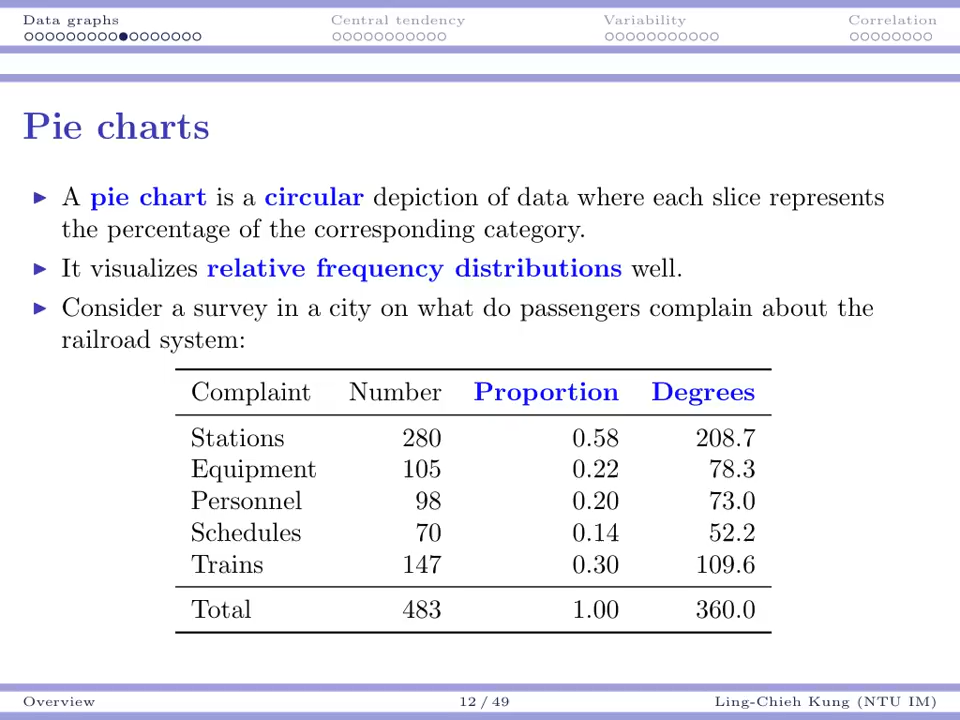 Data graphs Central tendency Variability Correlation
Pie charts
▶ A pie chart is a circular depiction of data where each slice represents
the percentage of the corresponding category.
▶ It visualizes relative frequency distributions well.
▶ Consider a survey in a city on what do passengers complain about the
railroad system:
Complaint Number Proportion Degrees
Stations 280 0.58 208.7
Equipment 105 0.22 78.3
Personnel 98 0.20 73.0
Schedules 70 0.14 52.2
Trains 147 0.30 109.6
Total 483 1.00 360.0
Overview 12 / 49 Ling-Chieh Kung (NTU IM)